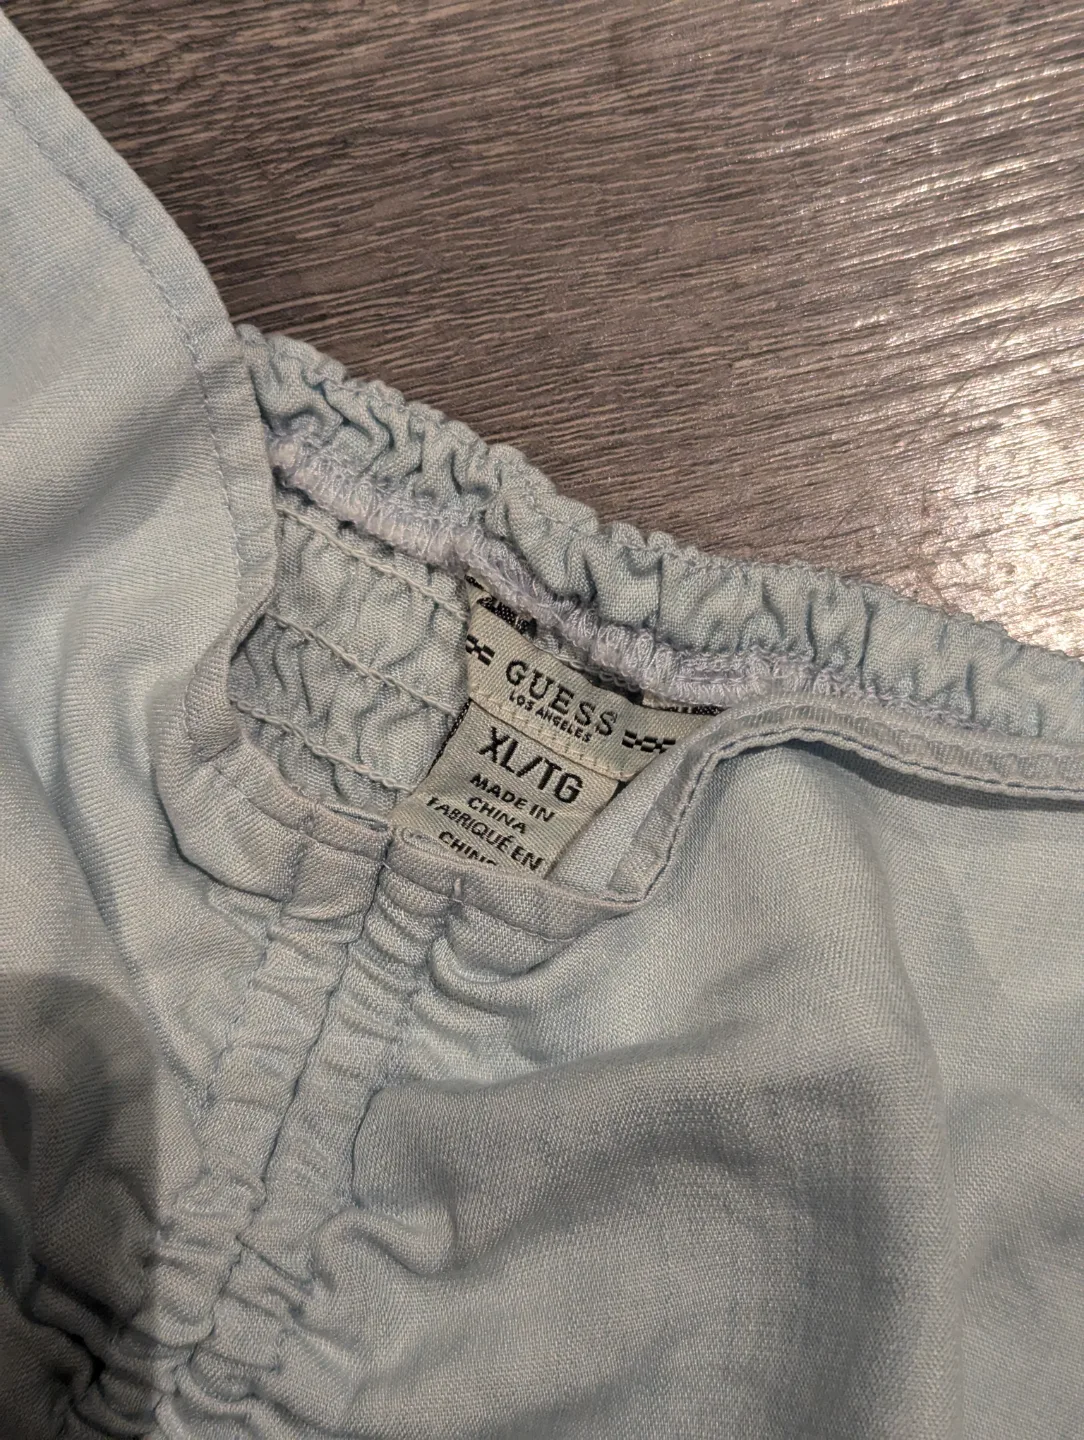 GUESS
LOS ANGELES
XL/TG
MADE IN
CHINA
FABRIQUÉ EN